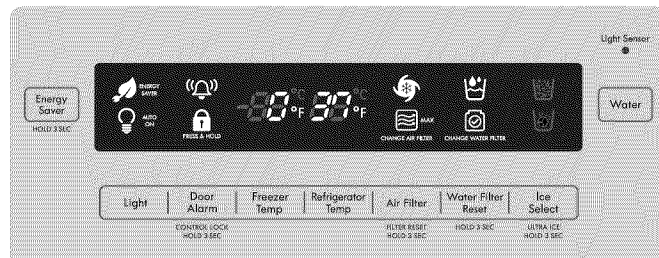 Light Sensor
Energy
Saver
HOLD 3 SEC
ENERGY
SAVER
AUTO
ON
PRESS & HOLD
0 °F
37 °F
°C
°C
MAX
CHANGE AIR FILTER
CHANGE WATER FILTER
Water
Light
Door
Alarm
CONTROL LOCK
HOLD 3 SEC
Freezer
Temp
Refrigerator
Temp
Air Filter
FILTER RESET
HOLD 3 SEC
Water Filter
Reset
HOLD 3 SEC
Ice
Select
ULTRA ICE
HOLD 3 SEC